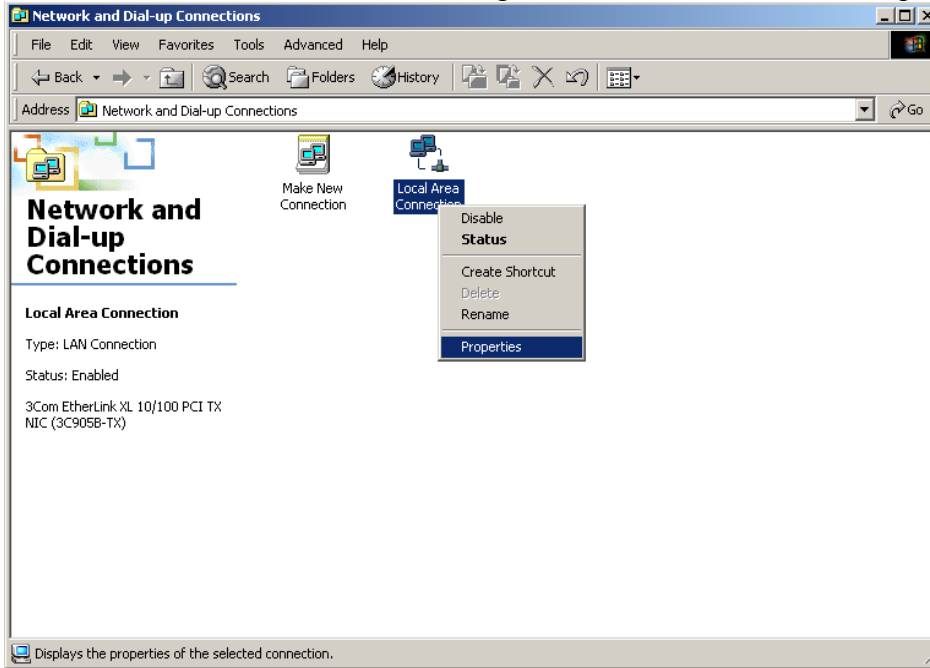 Network and Dial-up Connections
File Edit View Favorites Tools Advanced Help
Back Search Folders History
Address Network and Dial-up Connections Go
Make New
Connection
Local Area
Connection
Disable
Status
Create Shortcut
Delete
Rename
Properties
Network and
Dial-up
Connections
Local Area Connection
Type: LAN Connection
Status: Enabled
3Com EtherLink XL 10/100 PCI TX
NIC (3C905B-TX)
Displays the properties of the selected connection.